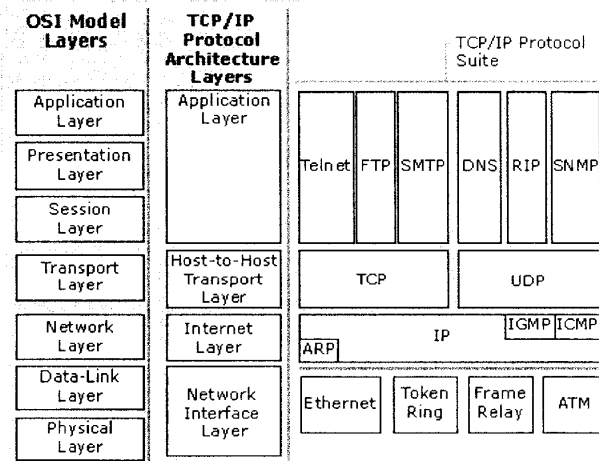 OSI Model
Layers
TCP/IP
Protocol
Architecture
Layers
TCP/IP Protocol
Suite
Application
Layer
Presentation
Layer
Session
Layer
Transport
Layer
Network
Layer
Data-Link
Layer
Physical
Layer
Application
Layer
Host-to-Host
Transport
Layer
Internet
Layer
Network
Interface
Layer
Telnet FTP SMTP DNS RIP SNMP
TCP UDP
IP IGMP ICMP
ARP
Ethernet
Token
Ring
Frame
Relay
ATM